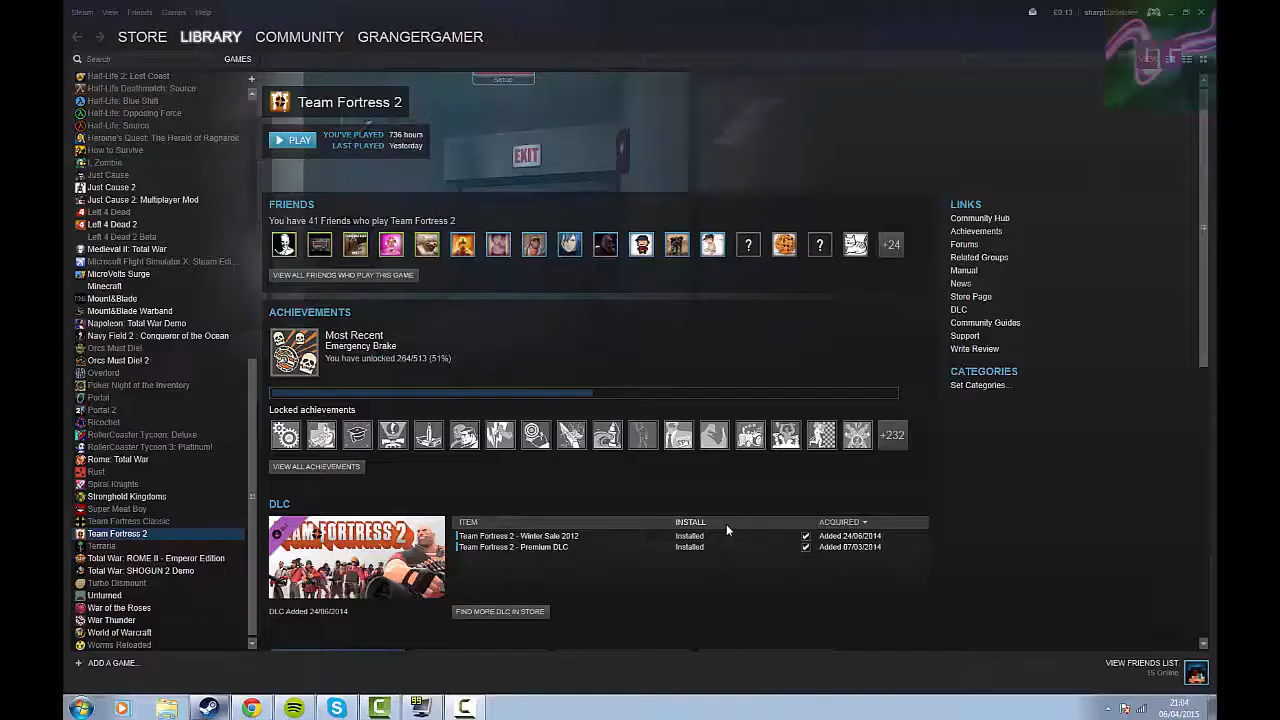 Steam View Friends Games Help
£0.13 sharpbladekiller
STORE LIBRARY COMMUNITY GRANGERGAMER
Search GAMES
VIEW
Half-Life 2: Lost Coast
Half-Life Deathmatch: Source
Half-Life: Blue Shift
Half-Life: Opposing Force
Half-Life: Source
Heroine's Quest: The Herald of Ragnarok
How to Survive
I, Zombie
Just Cause
Just Cause 2
Just Cause 2: Multiplayer Mod
Left 4 Dead
Left 4 Dead 2
Left 4 Dead 2 Beta
Medieval II: Total War
Microsoft Flight Simulator X: Steam Edi...
MicroVolts Surge
Minecraft
Mount&Blade
Mount&Blade Warband
Napoleon: Total War Demo
Navy Field 2 : Conqueror of the Ocean
Orcs Must Die!
Orcs Must Die! 2
Overlord
Poker Night at the Inventory
Portal
Portal 2
Ricochet
RollerCoaster Tycoon: Deluxe
RollerCoaster Tycoon 3: Platinum!
Rome: Total War
Rust
Spiral Knights
Stronghold Kingdoms
Super Meat Boy
Team Fortress Classic
Team Fortress 2
Terraria
Total War: ROME II - Emperor Edition
Total War: SHOGUN 2 Demo
Turbo Dismount
Unturned
War of the Roses
War Thunder
World of Warcraft
Worms Reloaded
+ ADD A GAME...
Setup
Team Fortress 2
EXIT
PLAY
YOU'VE PLAYED 736 hours
LAST PLAYED Yesterday
FRIENDS
You have 41 Friends who play Team Fortress 2
? ? +24
VIEW ALL FRIENDS WHO PLAY THIS GAME
ACHIEVEMENTS
Most Recent
Emergency Brake
You have unlocked 264/513 (51%)
Locked achievements
+232
VIEW ALL ACHIEVEMENTS
DLC
TEAM FORTRESS 2
DLC Added 24/06/2014
ITEM INSTALL ACQUIRED
Team Fortress 2 - Winter Sale 2012 Installed Added 24/06/2014
Team Fortress 2 - Premium DLC Installed Added 07/03/2014
FIND MORE DLC IN STORE
LINKS
Community Hub
Achievements
Forums
Related Groups
Manual
News
Store Page
DLC
Community Guides
Support
Write Review
CATEGORIES
Set Categories...
VIEW FRIENDS LIST
15 Online
21:04
06/04/2015